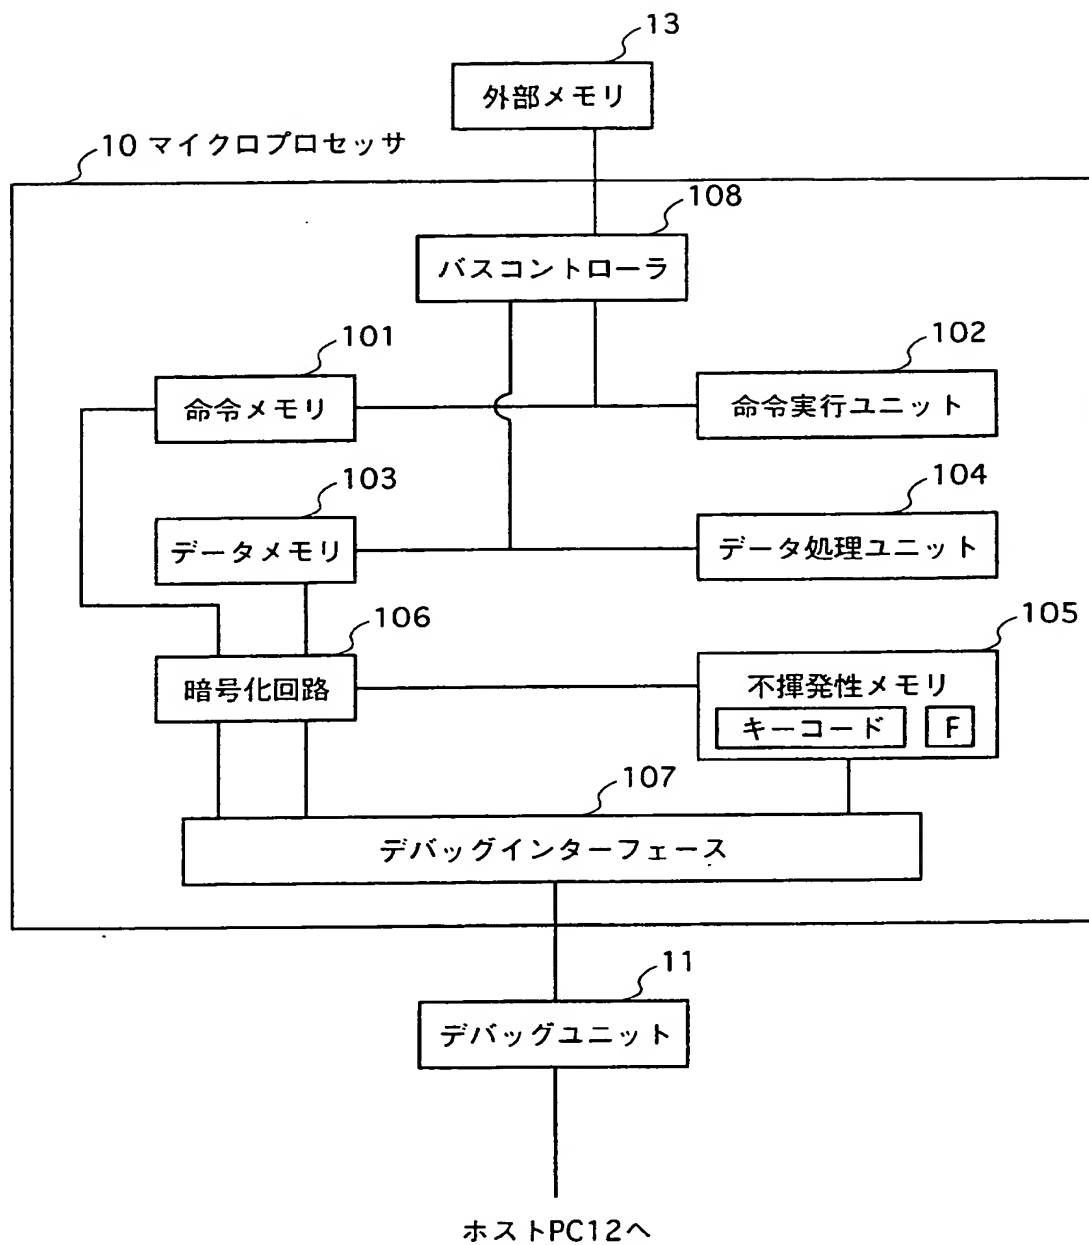 13
外部メモリ
10 マイクロプロセッサ
108
バスコントローラ
101
命令メモリ
102
命令実行ユニット
103
データメモリ
104
データ処理ユニット
106
暗号化回路
105
不揮発性メモリ
キーコード F
107
デバッグインターフェース
11
デバッグユニット
ホストPC12へ